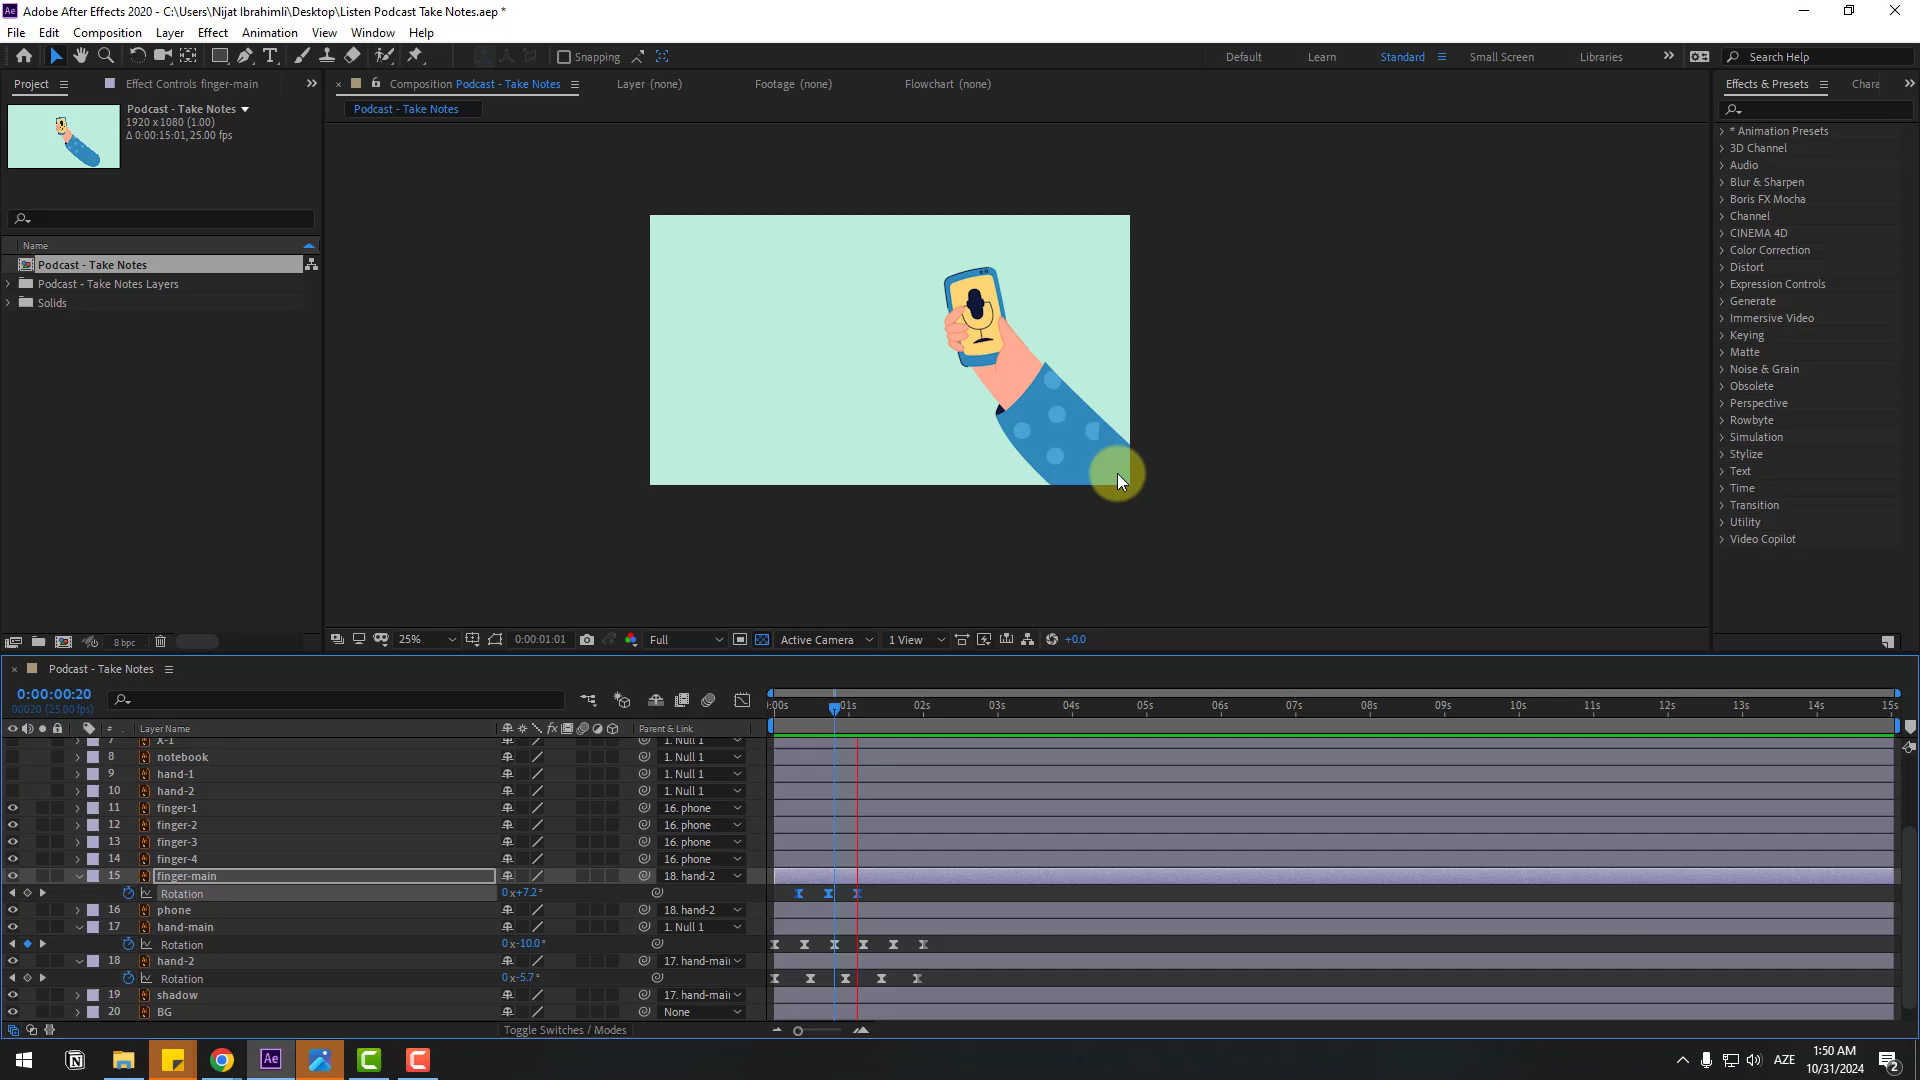 Adobe After Effects 2020 - C:\Users\Nijat Ibrahimli\Desktop\Listen Podcast Take Notes.aep *
File Edit Composition Layer Effect Animation View Window Help
Snapping Default Learn Standard Small Screen Libraries Search Help
Project Effect Controls finger-main
Composition Podcast - Take Notes Layer (none) Footage (none) Flowchart (none)
Effects & Presets Chara
Podcast - Take Notes
1920 x 1080 (1.00)
Δ 0:00:15:01, 25.00 fps
Podcast - Take Notes
Name
Podcast - Take Notes
Podcast - Take Notes Layers
Solids
* Animation Presets
3D Channel
Audio
Blur & Sharpen
Boris FX Mocha
Channel
CINEMA 4D
Color Correction
Distort
Expression Controls
Generate
Immersive Video
Keying
Matte
Noise & Grain
Obsolete
Perspective
Rowbyte
Simulation
Stylize
Text
Time
Transition
Utility
Video Copilot
8 bpc
25% 0:00:01:01 Full Active Camera 1 View +0.0
Podcast - Take Notes
0:00:00:20
00020 (25.00 fps)
:00s 01s 02s 03s 04s 05s 06s 07s 08s 09s 10s 11s 12s 13s 14s 15s
# Layer Name fx Parent & Link
7 X-1 1. Null 1
8 notebook 1. Null 1
9 hand-1 1. Null 1
10 hand-2 1. Null 1
11 finger-1 16. phone
12 finger-2 16. phone
13 finger-3 16. phone
14 finger-4 16. phone
15 finger-main 18. hand-2
Rotation 0x+7.2°
16 phone 18. hand-2
17 hand-main 1. Null 1
Rotation 0x-10.0°
18 hand-2 17. hand-mai
Rotation 0x-5.7°
19 shadow 17. hand-mai
20 BG None
Toggle Switches / Modes
Ae
AZE
1:50 AM
10/31/2024
2